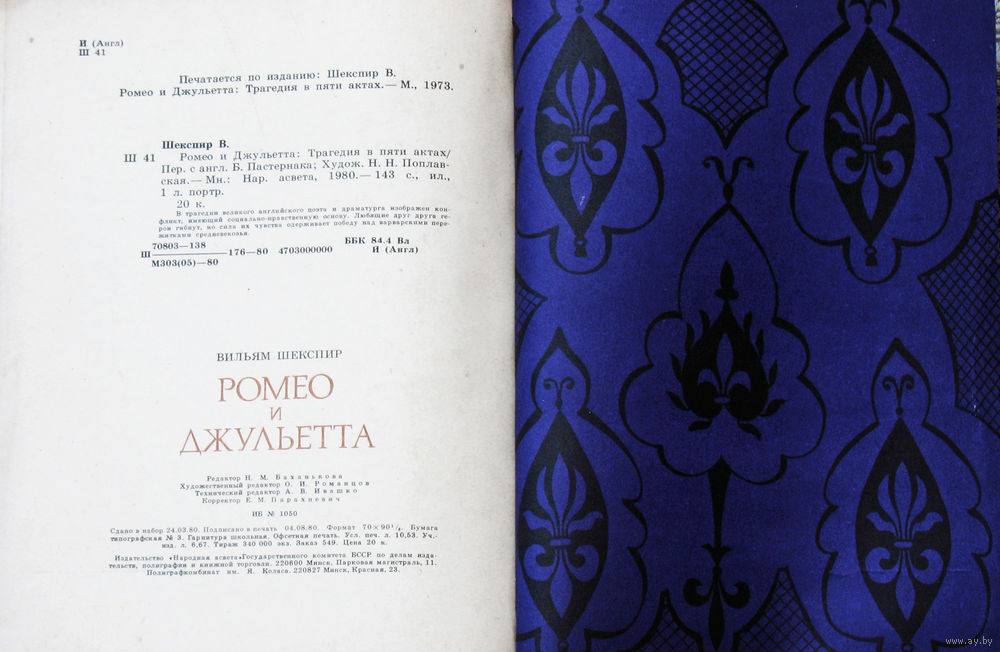 И (Англ)
Ш 41
Печатается по изданию: Шекспир В.
Ромео и Джульетта: Трагедия в пяти актах.— М., 1973.
Шекспир В.
Ш 41 Ромео и Джульетта: Трагедия в пяти актах/
Пер. с англ. Б. Пастернака; Худож. Н. Н. Поплав-
ская.— Мн.: Нар. асвета, 1980.— 143 с., ил.,
1 л. портр.
20 к.
В трагедии великого английского поэта и драматурга изображен кон-
фликт, имеющий социально-нравственную основу. Любящие друг друга ге-
рои гибнут, но сила их чувства одерживает победу над варварскими пере-
житками средневековья.
70803—138
Ш 176—80 4703000000
М303(05)—80
ББК 84.4 Вл
И (Англ)
ВИЛЬЯМ ШЕКСПИР
РОМЕО
И
ДЖУЛЬЕТТА
Редактор Н. М. Баханькова
Художественный редактор О. И. Романцов
Технический редактор А. В. Ивашко
Корректор Е. М. Парахневич
ИБ № 1050
Сдано в набор 24.03.80. Подписано в печать 04.08.80. Формат 70×90¹/₄. Бумага
типографская № 3. Гарнитура школьная. Офсетная печать. Усл. печ. л. 10,53. Уч.-
изд. л. 6,67. Тираж 340 000 экз. Заказ 549. Цена 20 к.
Издательство «Народная асвета»Государственного комитета БССР по делам изда-
тельств, полиграфии и книжной торговли. 220600 Минск, Парковая магистраль, 11.
Полиграфкомбинат им. Я. Коласа. 220827 Минск, Красная, 23.
www.ay.by